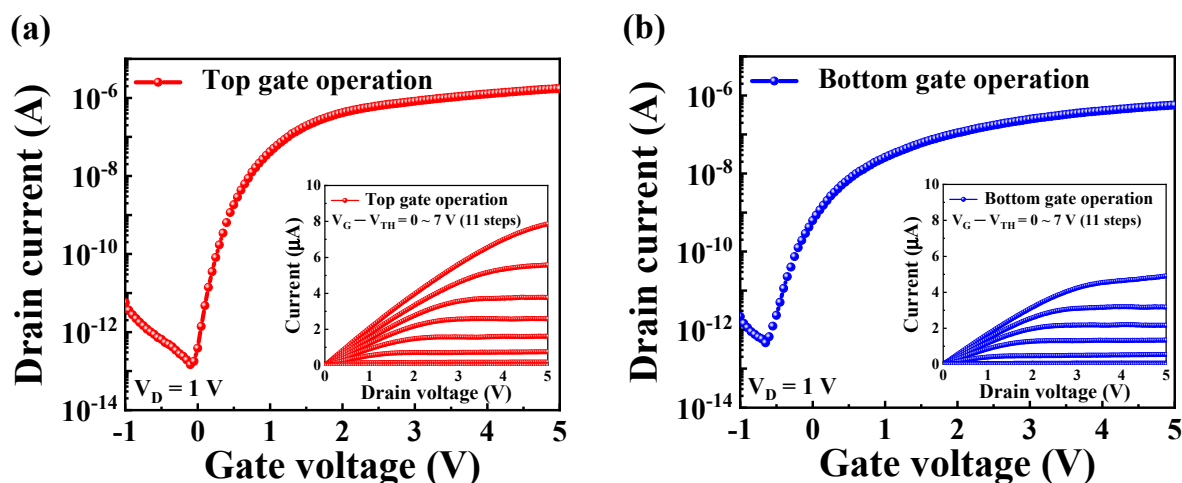 (a)
Top gate operation
Drain current (A)
10⁻⁶
10⁻⁸
10⁻¹⁰
10⁻¹²
10⁻¹⁴
V_D = 1 V
-1 0 1 2 3 4 5
Gate voltage (V)
Top gate operation
V_G − V_TH = 0 ~ 7 V (11 steps)
Current (μA)
10
8
6
4
2
0
0 1 2 3 4 5
Drain voltage (V)
(b)
Bottom gate operation
Drain current (A)
10⁻⁶
10⁻⁸
10⁻¹⁰
10⁻¹²
10⁻¹⁴
V_D = 1 V
-1 0 1 2 3 4 5
Gate voltage (V)
Bottom gate operation
V_G − V_TH = 0 ~ 7 V (11 steps)
Current (μA)
10
8
6
4
2
0
0 1 2 3 4 5
Drain voltage (V)